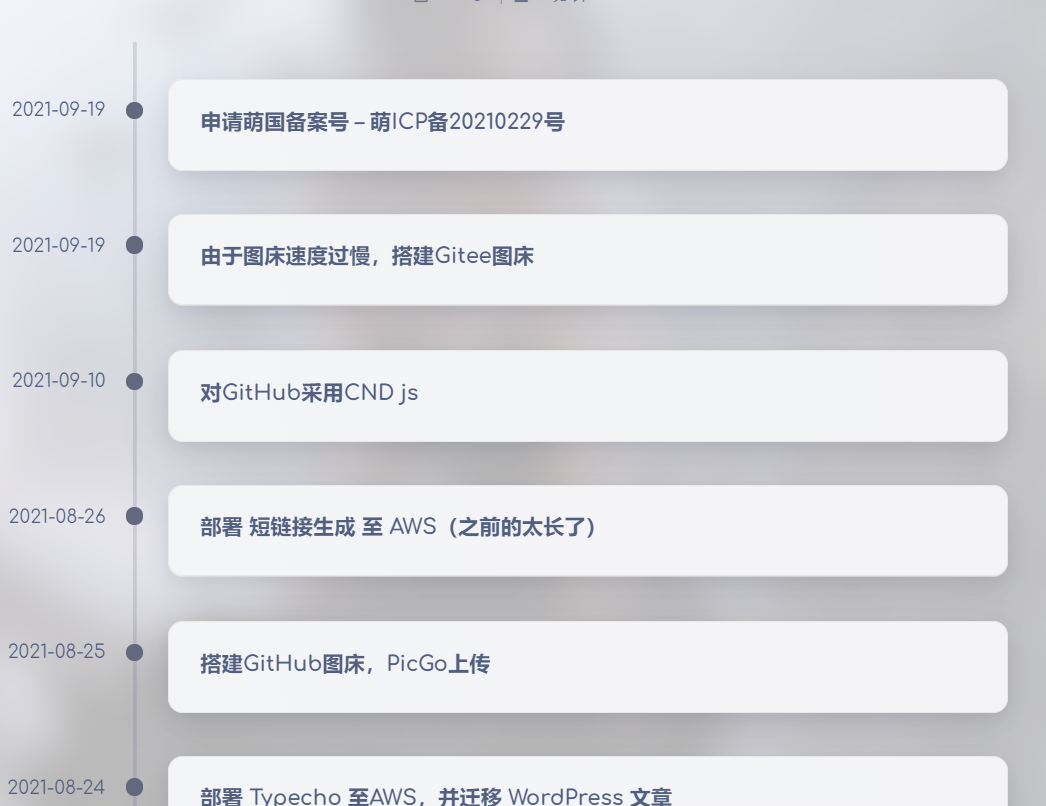 2021-09-19
申请萌国备案号 – 萌ICP备20210229号
2021-09-19
由于图床速度过慢，搭建Gitee图床
2021-09-10
对GitHub采用CND js
2021-08-26
部署 短链接生成 至 AWS（之前的太长了）
2021-08-25
搭建GitHub图床，PicGo上传
2021-08-24
部署 Typecho 至AWS，并迁移 WordPress 文章